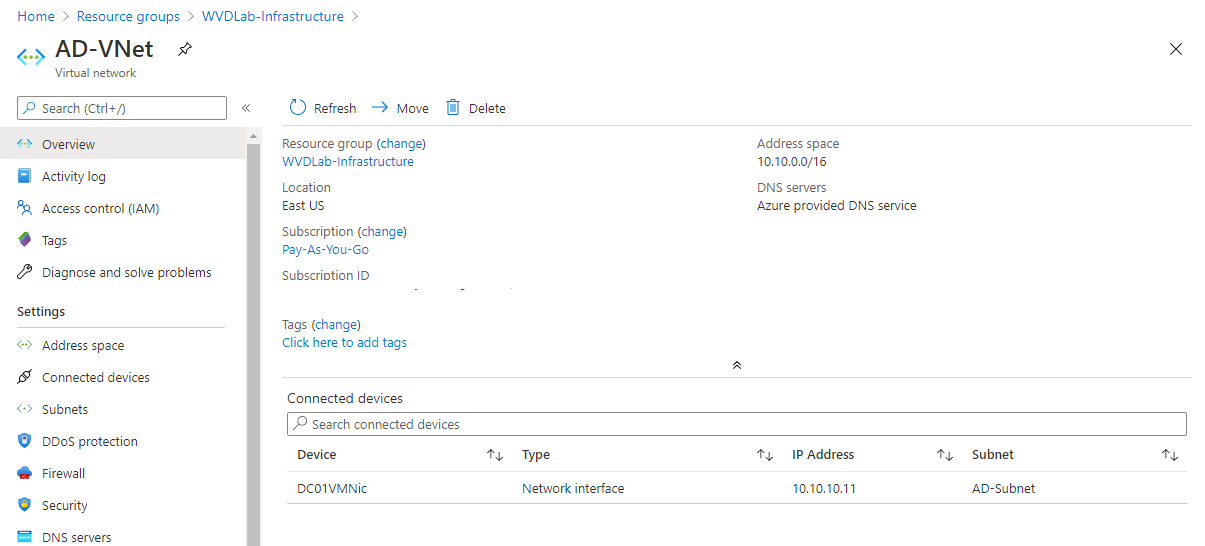 Home > Resource groups > WVDLab-Infrastructure >
AD-VNet
Virtual network
Search (Ctrl+/)
«
Overview
Activity log
Access control (IAM)
Tags
Diagnose and solve problems
Settings
Address space
Connected devices
Subnets
DDoS protection
Firewall
Security
DNS servers
Refresh Move Delete
Resource group (change)
WVDLab-Infrastructure
Location
East US
Subscription (change)
Pay-As-You-Go
Subscription ID
Address space
10.10.0.0/16
DNS servers
Azure provided DNS service
Tags (change)
Click here to add tags
Connected devices
Search connected devices
Device Type IP Address Subnet
DC01VMNic Network interface 10.10.10.11 AD-Subnet